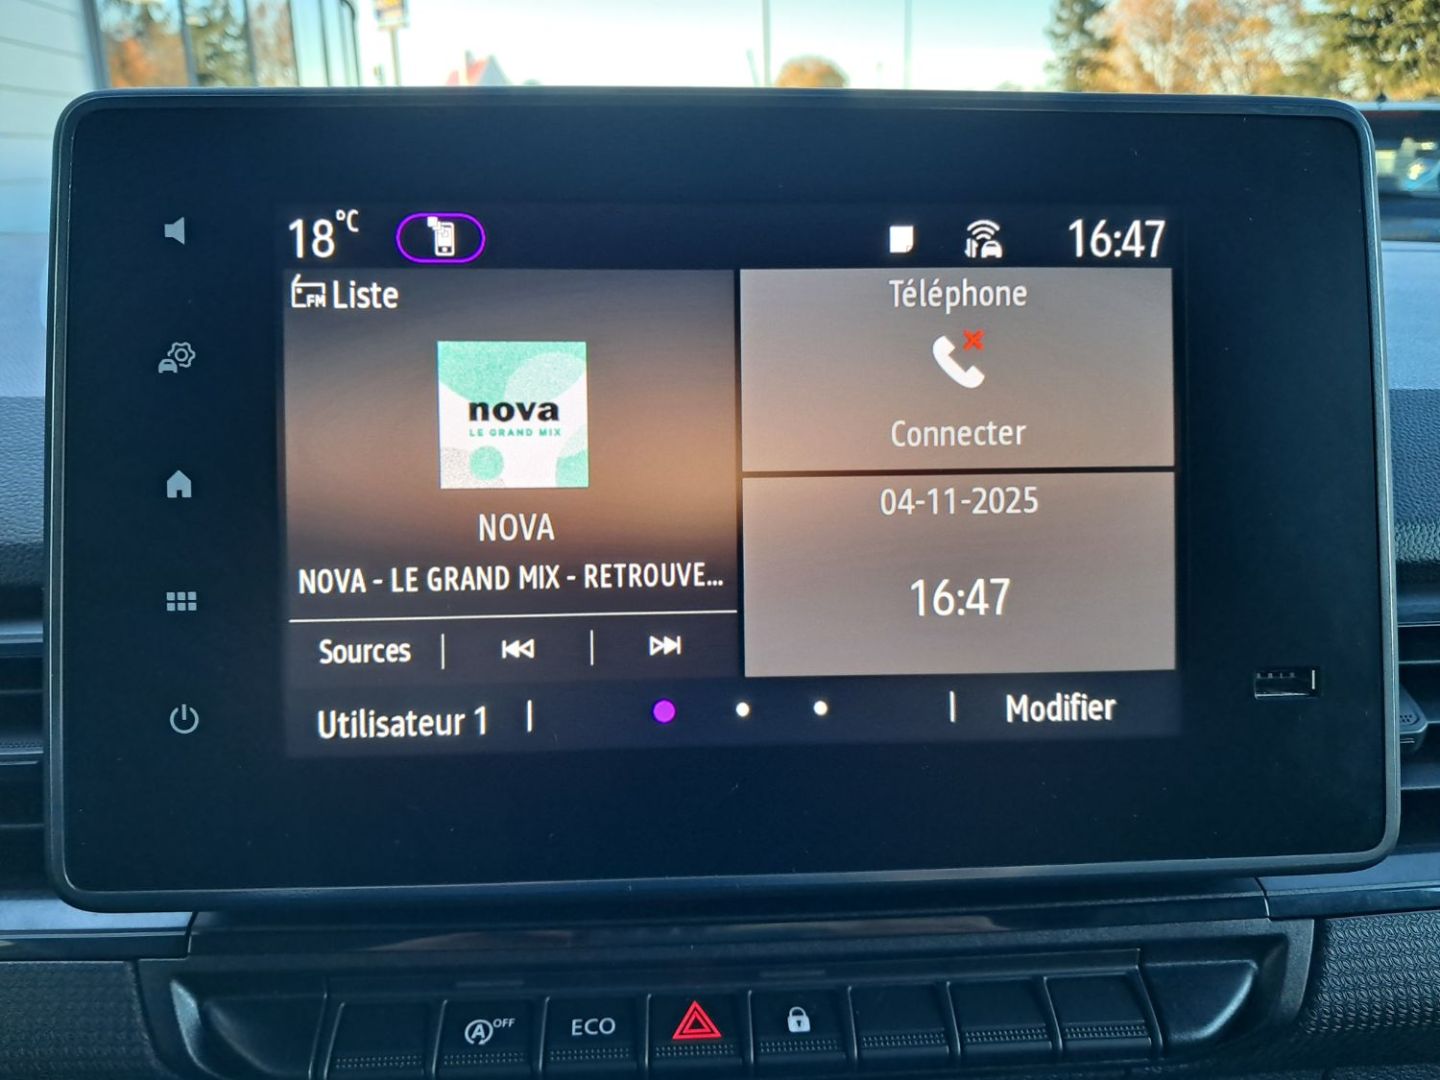 18°C
16:47
FM Liste
nova
LE GRAND MIX
NOVA
NOVA - LE GRAND MIX - RETROUVE...
Sources
Téléphone
Connecter
04-11-2025
16:47
Utilisateur 1
Modifier
A OFF
ECO